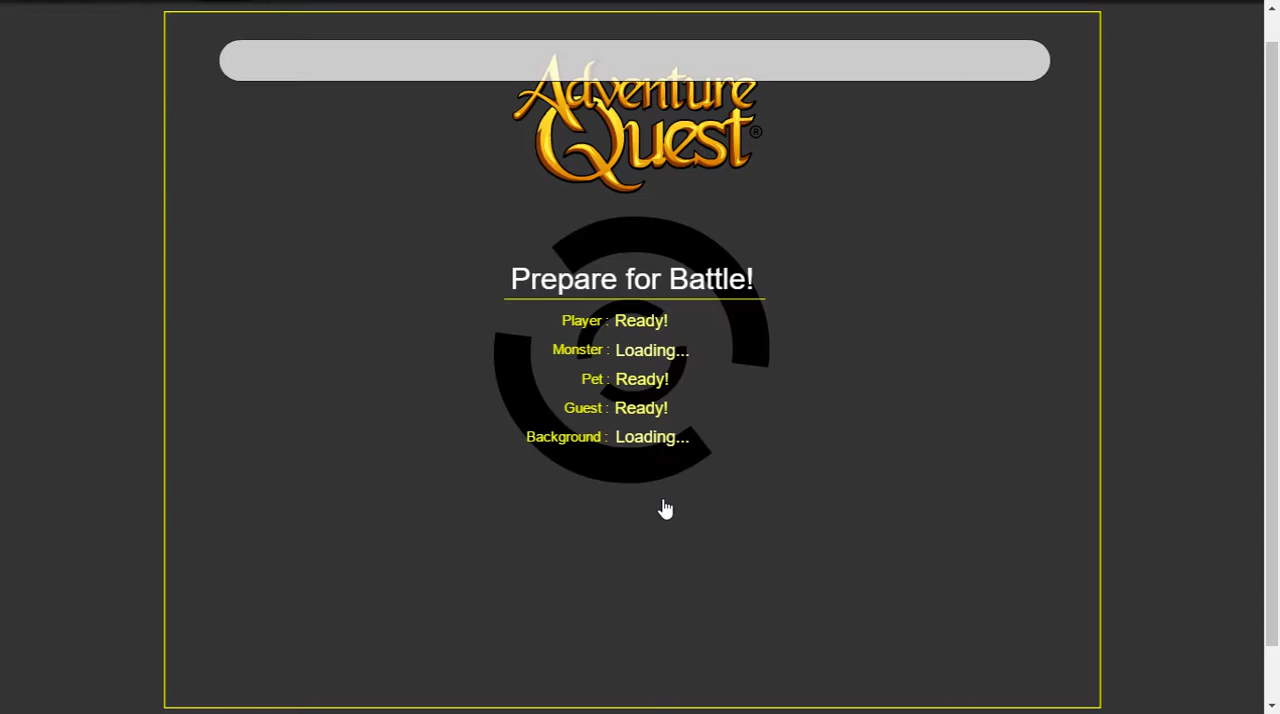 Adventure
Quest®
Prepare for Battle!
Player : Ready!
Monster : Loading...
Pet : Ready!
Guest : Ready!
Background : Loading...